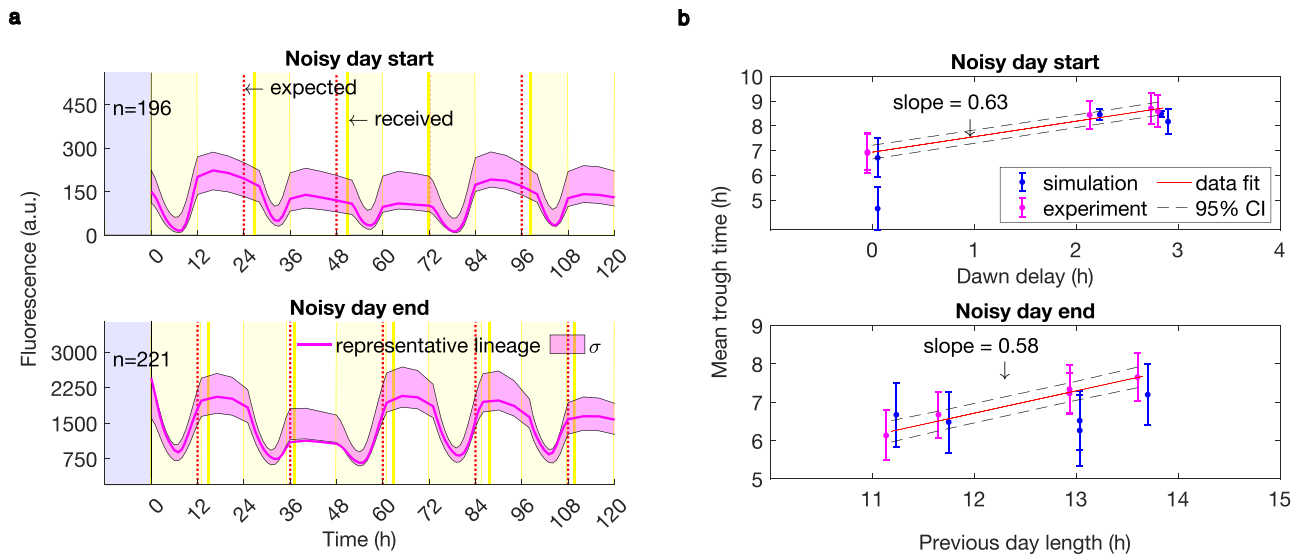 a
Noisy day start
450
300
150
0
n=196
← expected
← received
0 12 24 36 48 60 72 84 96 108 120
Noisy day end
3000
2250
1500
750
n=221
representative lineage σ
0 12 24 36 48 60 72 84 96 108 120
Time (h)
Fluorescence (a.u.)
b
Noisy day start
10
9
8
7
6
5
slope = 0.63
↓
simulation data fit
experiment 95% CI
0 1 2 3 4
Dawn delay (h)
Noisy day end
9
8
7
6
5
slope = 0.58
↓
11 12 13 14 15
Previous day length (h)
Mean trough time (h)